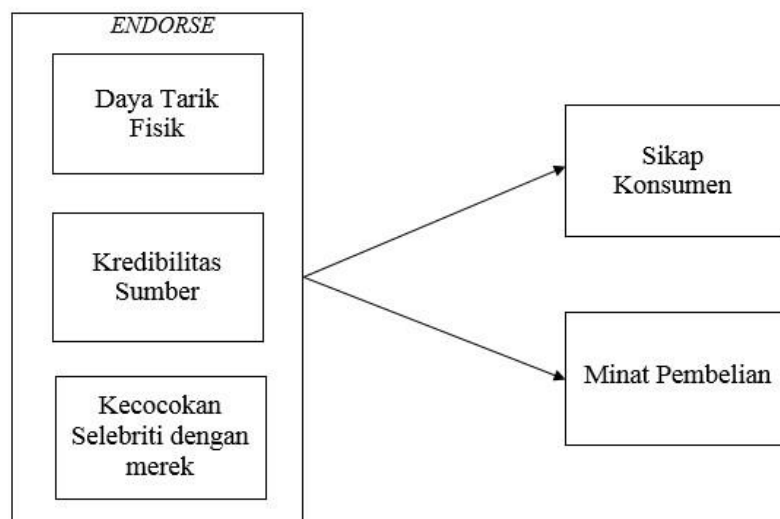 ENDORSE
Daya Tarik
Fisik
Kredibilitas
Sumber
Kecocokan
Selebriti dengan
merek
Sikap
Konsumen
Minat Pembelian